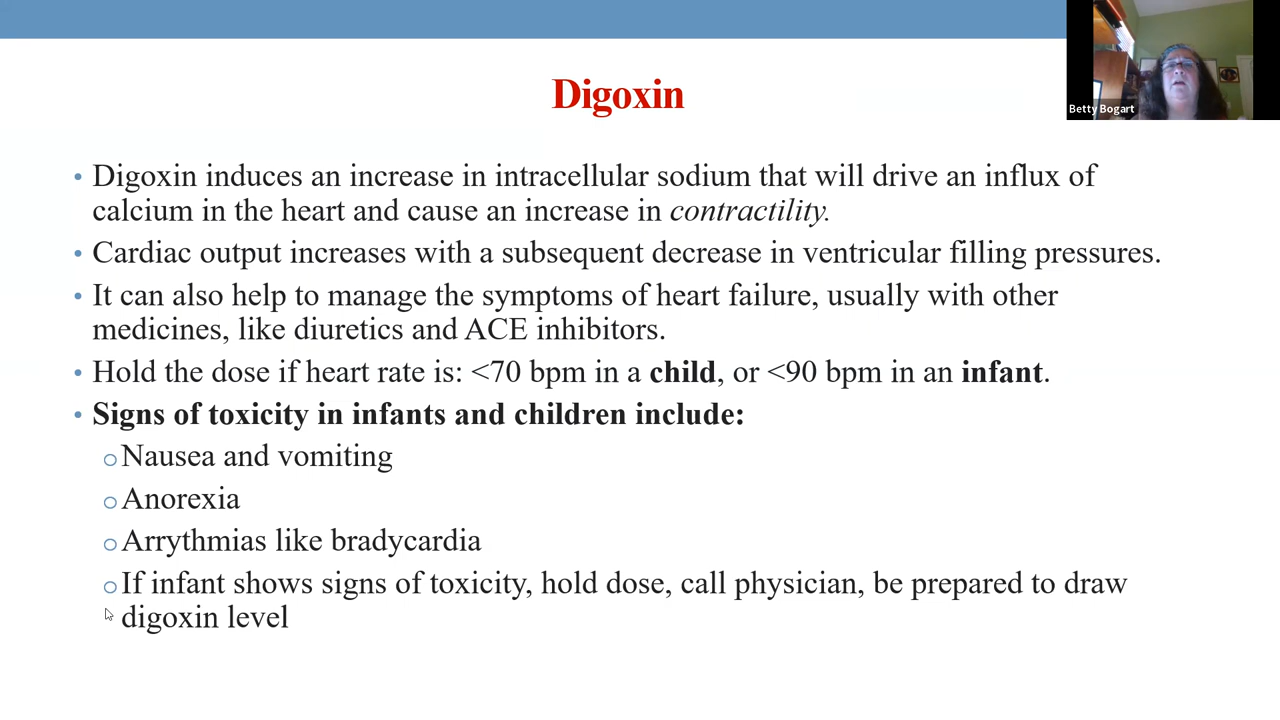 Digoxin
Betty Bogart
• Digoxin induces an increase in intracellular sodium that will drive an influx of
calcium in the heart and cause an increase in contractility.
• Cardiac output increases with a subsequent decrease in ventricular filling pressures.
• It can also help to manage the symptoms of heart failure, usually with other
medicines, like diuretics and ACE inhibitors.
• Hold the dose if heart rate is: <70 bpm in a child, or <90 bpm in an infant.
• Signs of toxicity in infants and children include:
o Nausea and vomiting
o Anorexia
o Arrythmias like bradycardia
o If infant shows signs of toxicity, hold dose, call physician, be prepared to draw
digoxin level